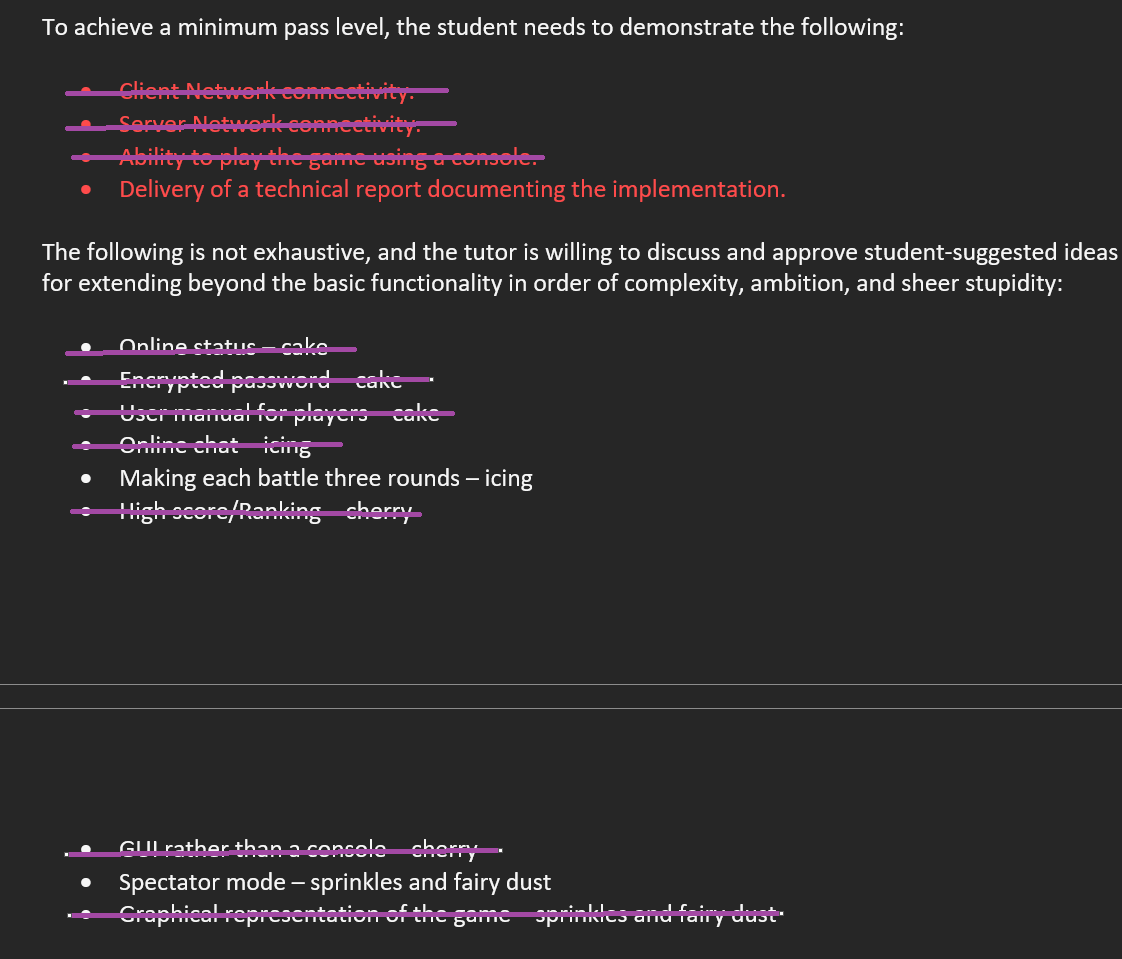 To achieve a minimum pass level, the student needs to demonstrate the following:
• Client Network connectivity.
• Server Network connectivity.
• Ability to play the game using a console.
• Delivery of a technical report documenting the implementation.
The following is not exhaustive, and the tutor is willing to discuss and approve student-suggested ideas
for extending beyond the basic functionality in order of complexity, ambition, and sheer stupidity:
• Online status – cake
• Encrypted password – cake
• User manual for players – cake
• Online chat – icing
• Making each battle three rounds – icing
• High score/Ranking – cherry
• GUI rather than a console – cherry
• Spectator mode – sprinkles and fairy dust
• Graphical representation of the game – sprinkles and fairy dust